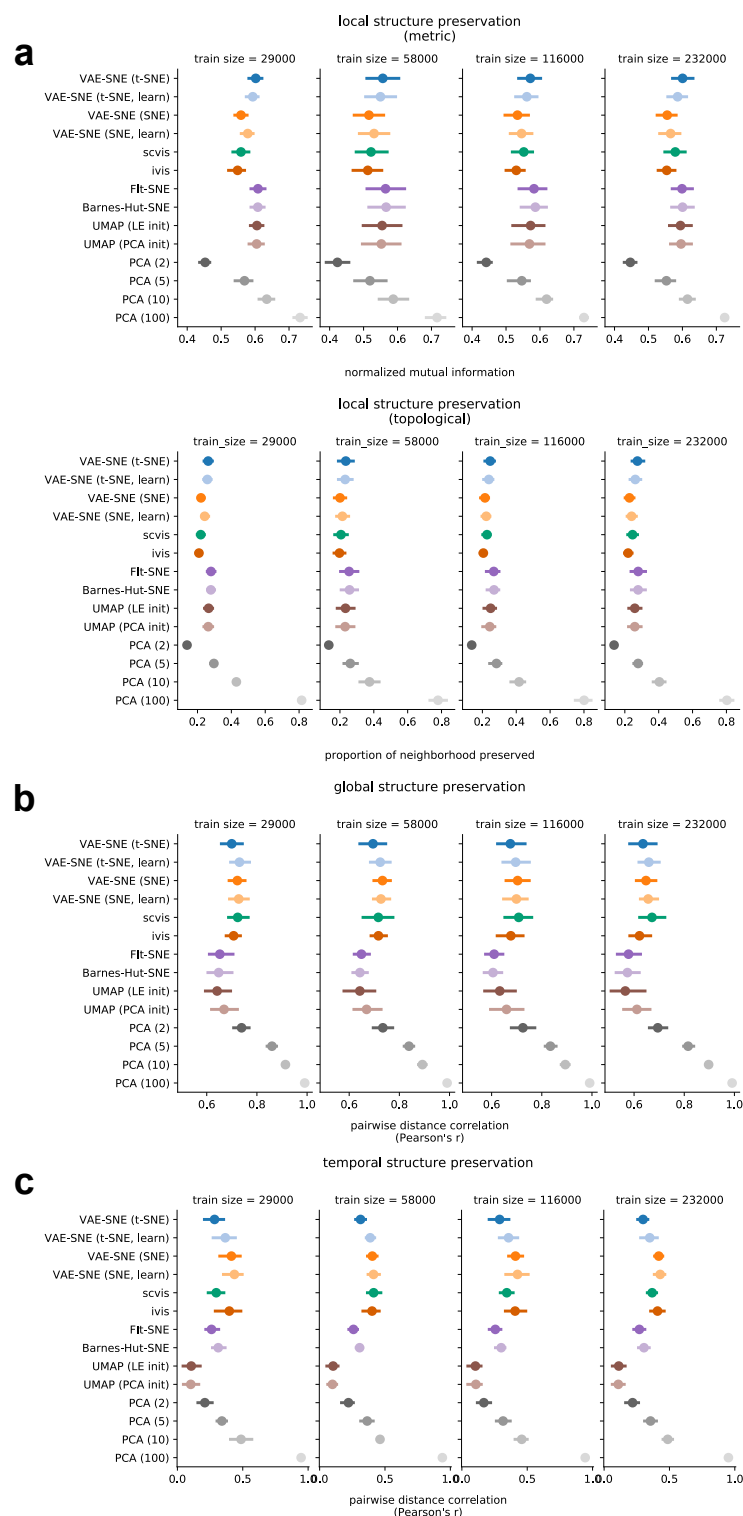 a
local structure preservation
(metric)
train size = 29000
train size = 58000
train size = 116000
train size = 232000
VAE-SNE (t-SNE)
VAE-SNE (t-SNE, learn)
VAE-SNE (SNE)
VAE-SNE (SNE, learn)
scvis
ivis
FIt-SNE
Barnes-Hut-SNE
UMAP (LE init)
UMAP (PCA init)
PCA (2)
PCA (5)
PCA (10)
PCA (100)
0.4 0.5 0.6 0.7 0.4 0.5 0.6 0.7 0.4 0.5 0.6 0.7 0.4 0.5 0.6 0.7
normalized mutual information
local structure preservation
(topological)
train_size = 29000
train_size = 58000
train_size = 116000
train_size = 232000
VAE-SNE (t-SNE)
VAE-SNE (t-SNE, learn)
VAE-SNE (SNE)
VAE-SNE (SNE, learn)
scvis
ivis
FIt-SNE
Barnes-Hut-SNE
UMAP (LE init)
UMAP (PCA init)
PCA (2)
PCA (5)
PCA (10)
PCA (100)
0.2 0.4 0.6 0.8 0.2 0.4 0.6 0.8 0.2 0.4 0.6 0.8 0.2 0.4 0.6 0.8
proportion of neighborhood preserved
b
global structure preservation
train size = 29000
train size = 58000
train size = 116000
train size = 232000
VAE-SNE (t-SNE)
VAE-SNE (t-SNE, learn)
VAE-SNE (SNE)
VAE-SNE (SNE, learn)
scvis
ivis
FIt-SNE
Barnes-Hut-SNE
UMAP (LE init)
UMAP (PCA init)
PCA (2)
PCA (5)
PCA (10)
PCA (100)
0.6 0.8 1.0 0.6 0.8 1.0 0.6 0.8 1.0 0.6 0.8 1.0
pairwise distance correlation
(Pearson's r)
c
temporal structure preservation
train size = 29000
train size = 58000
train size = 116000
train size = 232000
VAE-SNE (t-SNE)
VAE-SNE (t-SNE, learn)
VAE-SNE (SNE)
VAE-SNE (SNE, learn)
scvis
ivis
FIt-SNE
Barnes-Hut-SNE
UMAP (LE init)
UMAP (PCA init)
PCA (2)
PCA (5)
PCA (10)
PCA (100)
0.0 0.5 1.0 0.0 0.5 1.0 0.0 0.5 1.0 0.0 0.5 1.0
pairwise distance correlation
(Pearson's r)